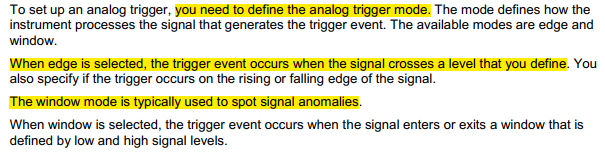 To set up an analog trigger, you need to define the analog trigger mode. The mode defines how the
instrument processes the signal that generates the trigger event. The available modes are edge and
window.
When edge is selected, the trigger event occurs when the signal crosses a level that you define. You
also specify if the trigger occurs on the rising or falling edge of the signal.
The window mode is typically used to spot signal anomalies.
When window is selected, the trigger event occurs when the signal enters or exits a window that is
defined by low and high signal levels.